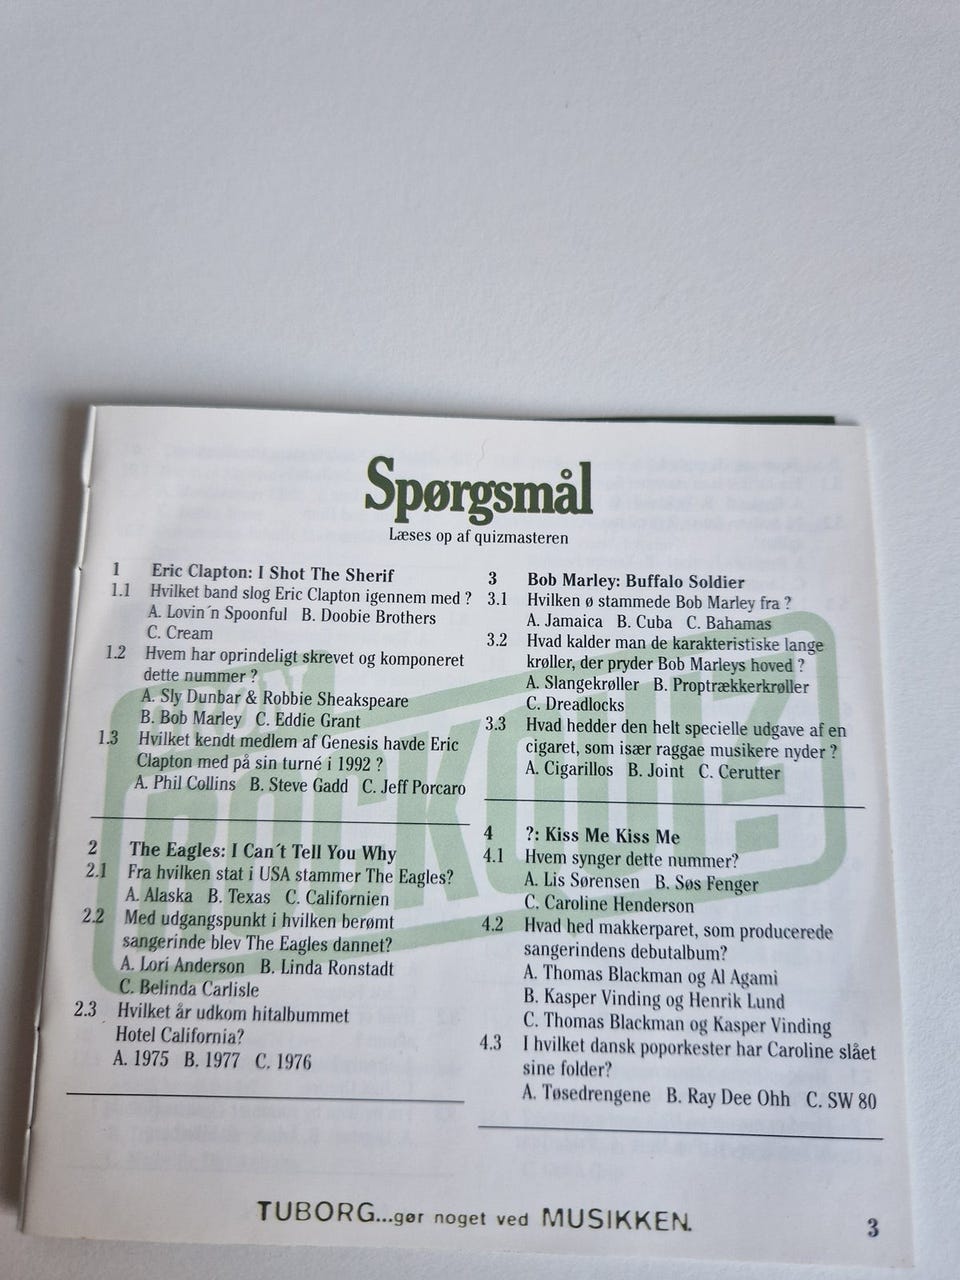 Spørgsmål
Læses op af quizmasteren
1 Eric Clapton: I Shot The Sherif
1.1 Hvilket band slog Eric Clapton igennem med ?
A. Lovin´n Spoonful B. Doobie Brothers
C. Cream
1.2 Hvem har oprindeligt skrevet og komponeret
dette nummer ?
A. Sly Dunbar & Robbie Sheakspeare
B. Bob Marley C. Eddie Grant
1.3 Hvilket kendt medlem af Genesis havde Eric
Clapton med på sin turné i 1992 ?
A. Phil Collins B. Steve Gadd C. Jeff Porcaro
2 The Eagles: I Can´t Tell You Why
2.1 Fra hvilken stat i USA stammer The Eagles?
A. Alaska B. Texas C. Californien
2.2 Med udgangspunkt i hvilken berømt
sangerinde blev The Eagles dannet?
A. Lori Anderson B. Linda Ronstadt
C. Belinda Carlisle
2.3 Hvilket år udkom hitalbummet
Hotel California?
A. 1975 B. 1977 C. 1976
3 Bob Marley: Buffalo Soldier
3.1 Hvilken ø stammede Bob Marley fra ?
A. Jamaica B. Cuba C. Bahamas
3.2 Hvad kalder man de karakteristiske lange
krøller, der pryder Bob Marleys hoved ?
A. Slangekrøller B. Proptrækkerkrøller
C. Dreadlocks
3.3 Hvad hedder den helt specielle udgave af en
cigaret, som især raggae musikere nyder ?
A. Cigarillos B. Joint C. Cerutter
4 ?: Kiss Me Kiss Me
4.1 Hvem synger dette nummer?
A. Lis Sørensen B. Søs Fenger
C. Caroline Henderson
4.2 Hvad hed makkerparet, som producerede
sangerindens debutalbum?
A. Thomas Blackman og Al Agami
B. Kasper Vinding og Henrik Lund
C. Thomas Blackman og Kasper Vinding
4.3 I hvilket dansk poporkester har Caroline slået
sine folder?
A. Tøsedrengene B. Ray Dee Ohh C. SW 80
ROCK QUIZ
TUBORG...gør noget ved MUSIKKEN.
3